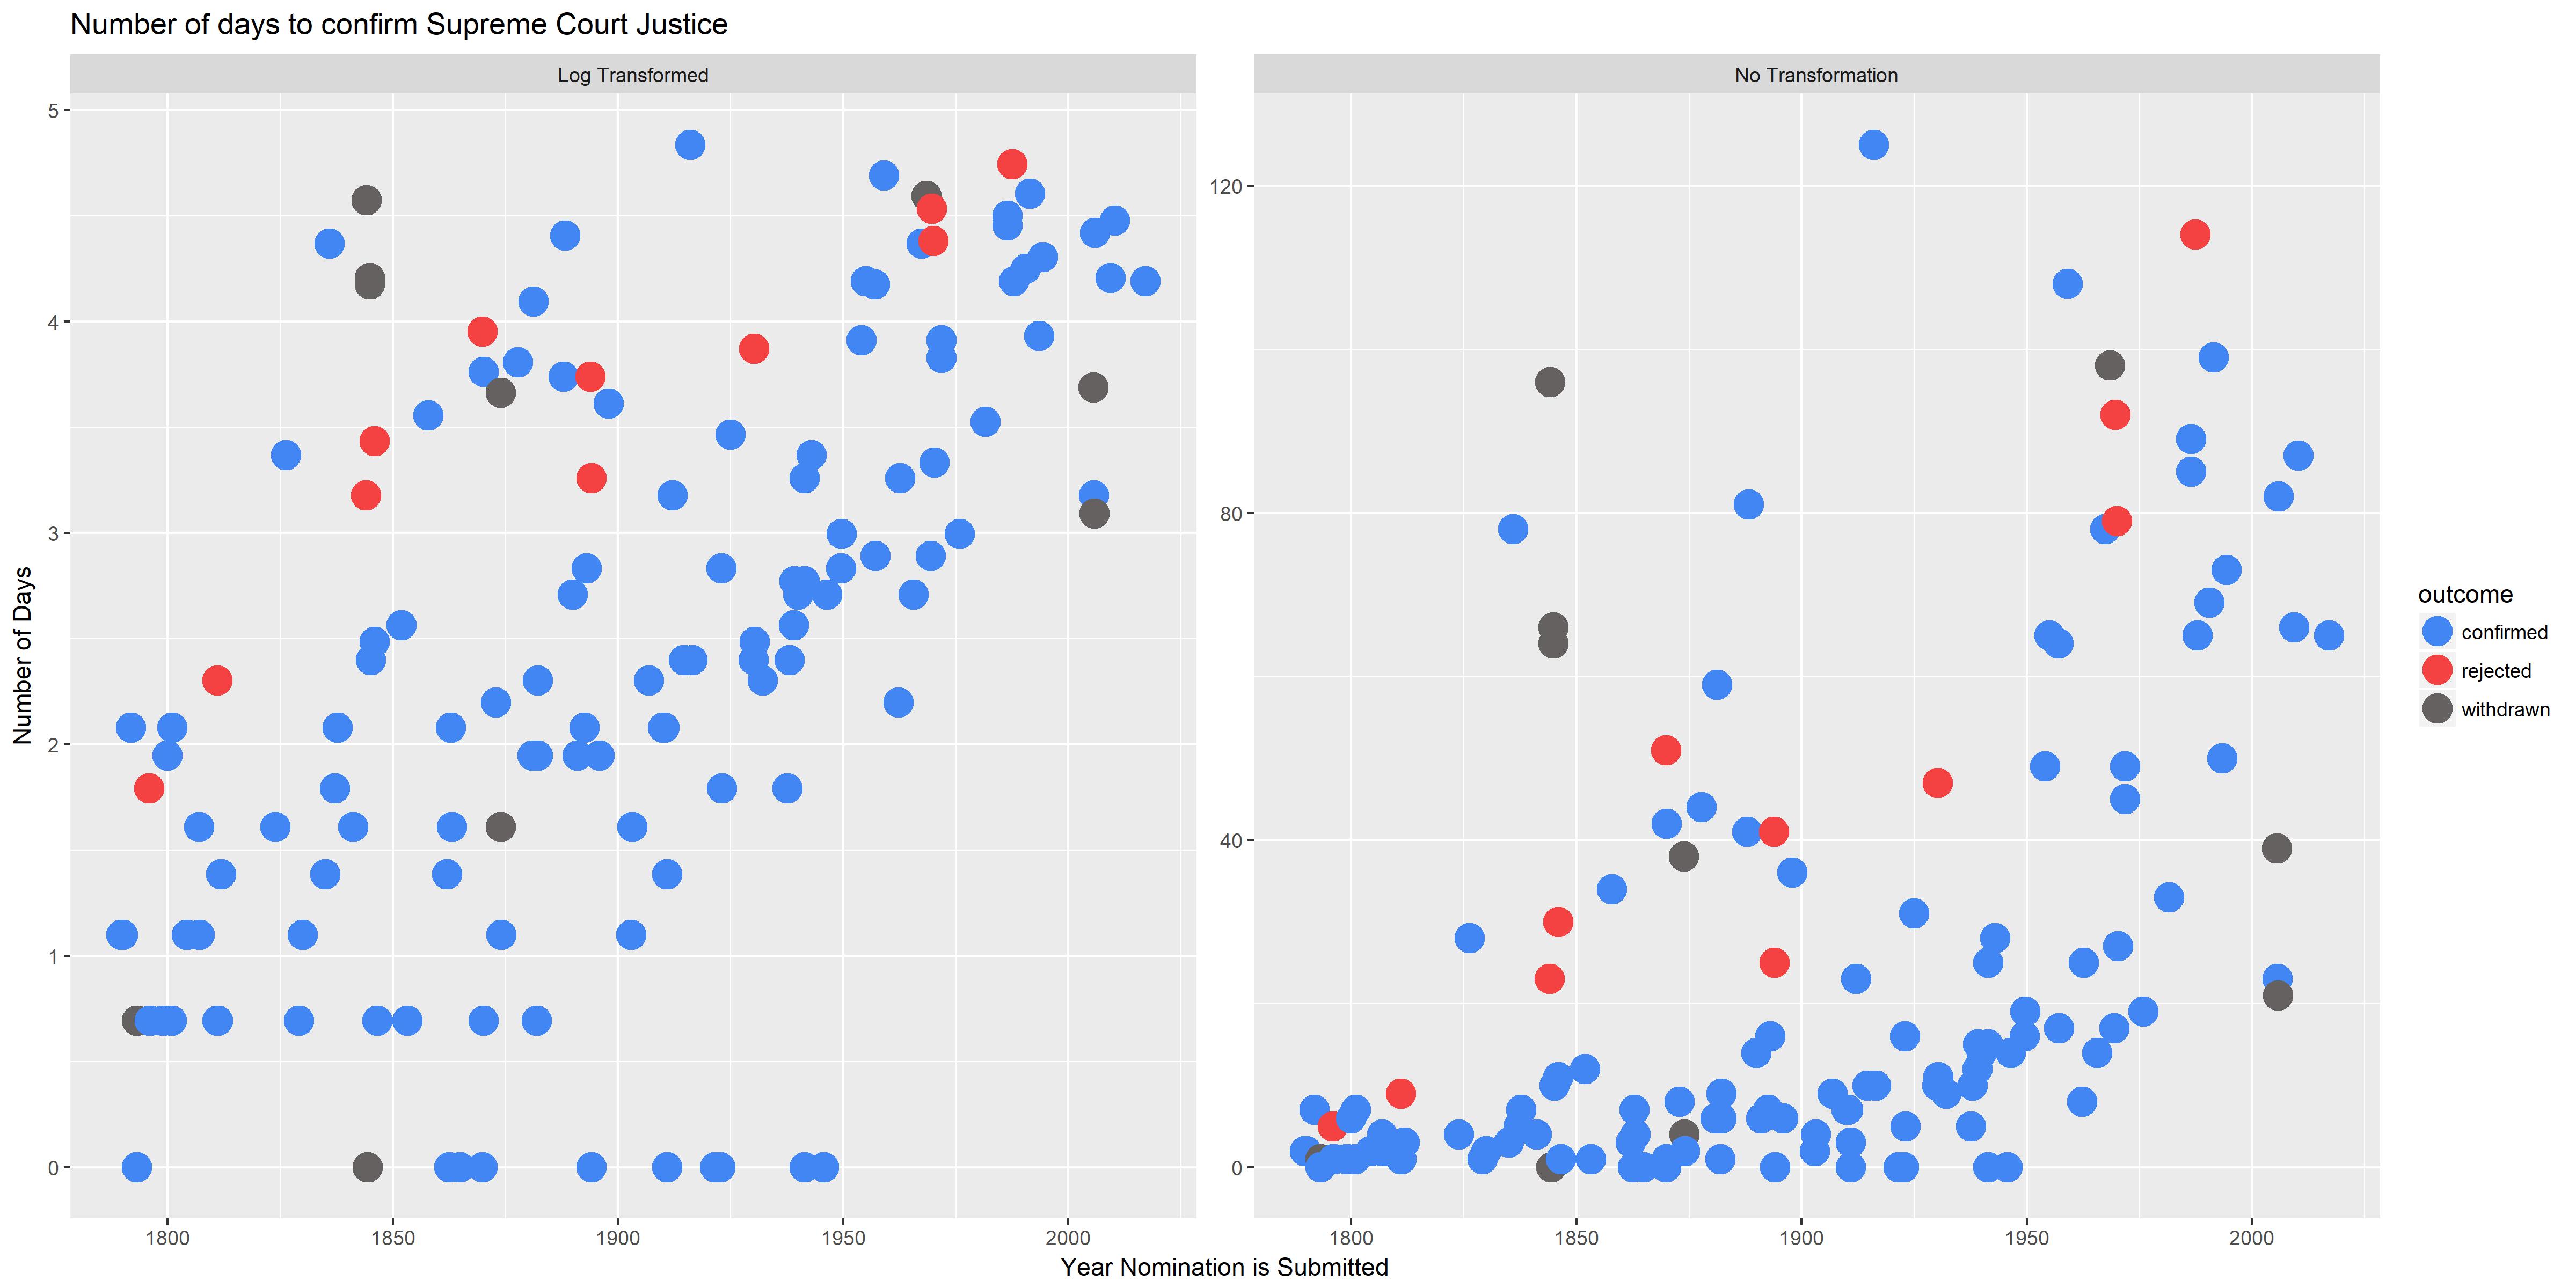 Number of days to confirm Supreme Court Justice
Log Transformed
No Transformation
Number of Days
5
4
3
2
1
0
120
80
40
0
1800 1850 1900 1950 2000
1800 1850 1900 1950 2000
Year Nomination is Submitted
outcome
confirmed
rejected
withdrawn